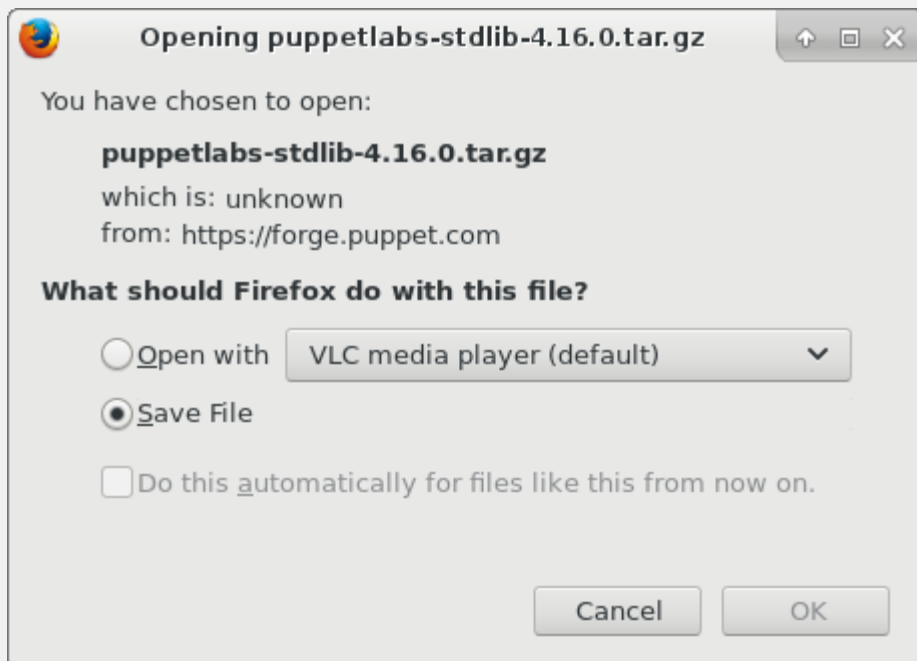 Opening puppetlabs-stdlib-4.16.0.tar.gz
You have chosen to open:
puppetlabs-stdlib-4.16.0.tar.gz
which is: unknown
from: https://forge.puppet.com
What should Firefox do with this file?
Open with VLC media player (default)
Save File
Do this automatically for files like this from now on.
Cancel OK